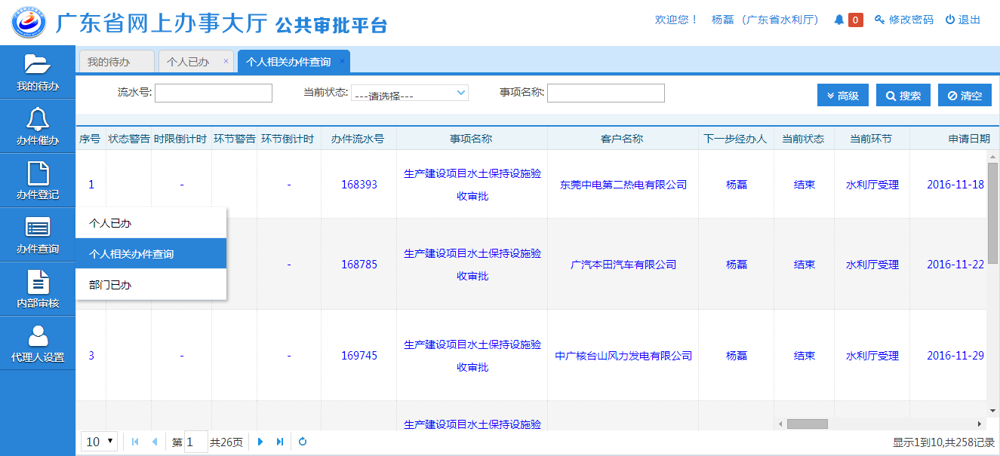 广东省网上办事大厅 公共审批平台
欢迎您！ 杨磊 （广东省水利厅） 0 修改密码 退出
我的待办
办件催办
办件登记
办件查询
内部审核
代理人设置
我的待办 个人已办 × 个人相关办件查询 ×
流水号: 当前状态: ---请选择--- 事项名称: 高级 搜索 清空
序号 状态警告 时限倒计时 环节警告 环节倒计时 办件流水号 事项名称 客户名称 下一步经办人 当前状态 当前环节 申请日期
1 - - 168393 生产建设项目水土保持设施验
收审批 东莞中电第二热电有限公司 杨磊 结束 水利厅受理 2016-11-18
个人已办
个人相关办件查询
部门已办
- 168785 生产建设项目水土保持设施验
收审批 广汽本田汽车有限公司 杨磊 结束 水利厅受理 2016-11-22
3 - - 169745 生产建设项目水土保持设施验
收审批 中广核台山风力发电有限公司 杨磊 结束 水利厅受理 2016-11-29
生产建设项目水土保持设施验
10 第 1 共26页 显示1到10,共258记录